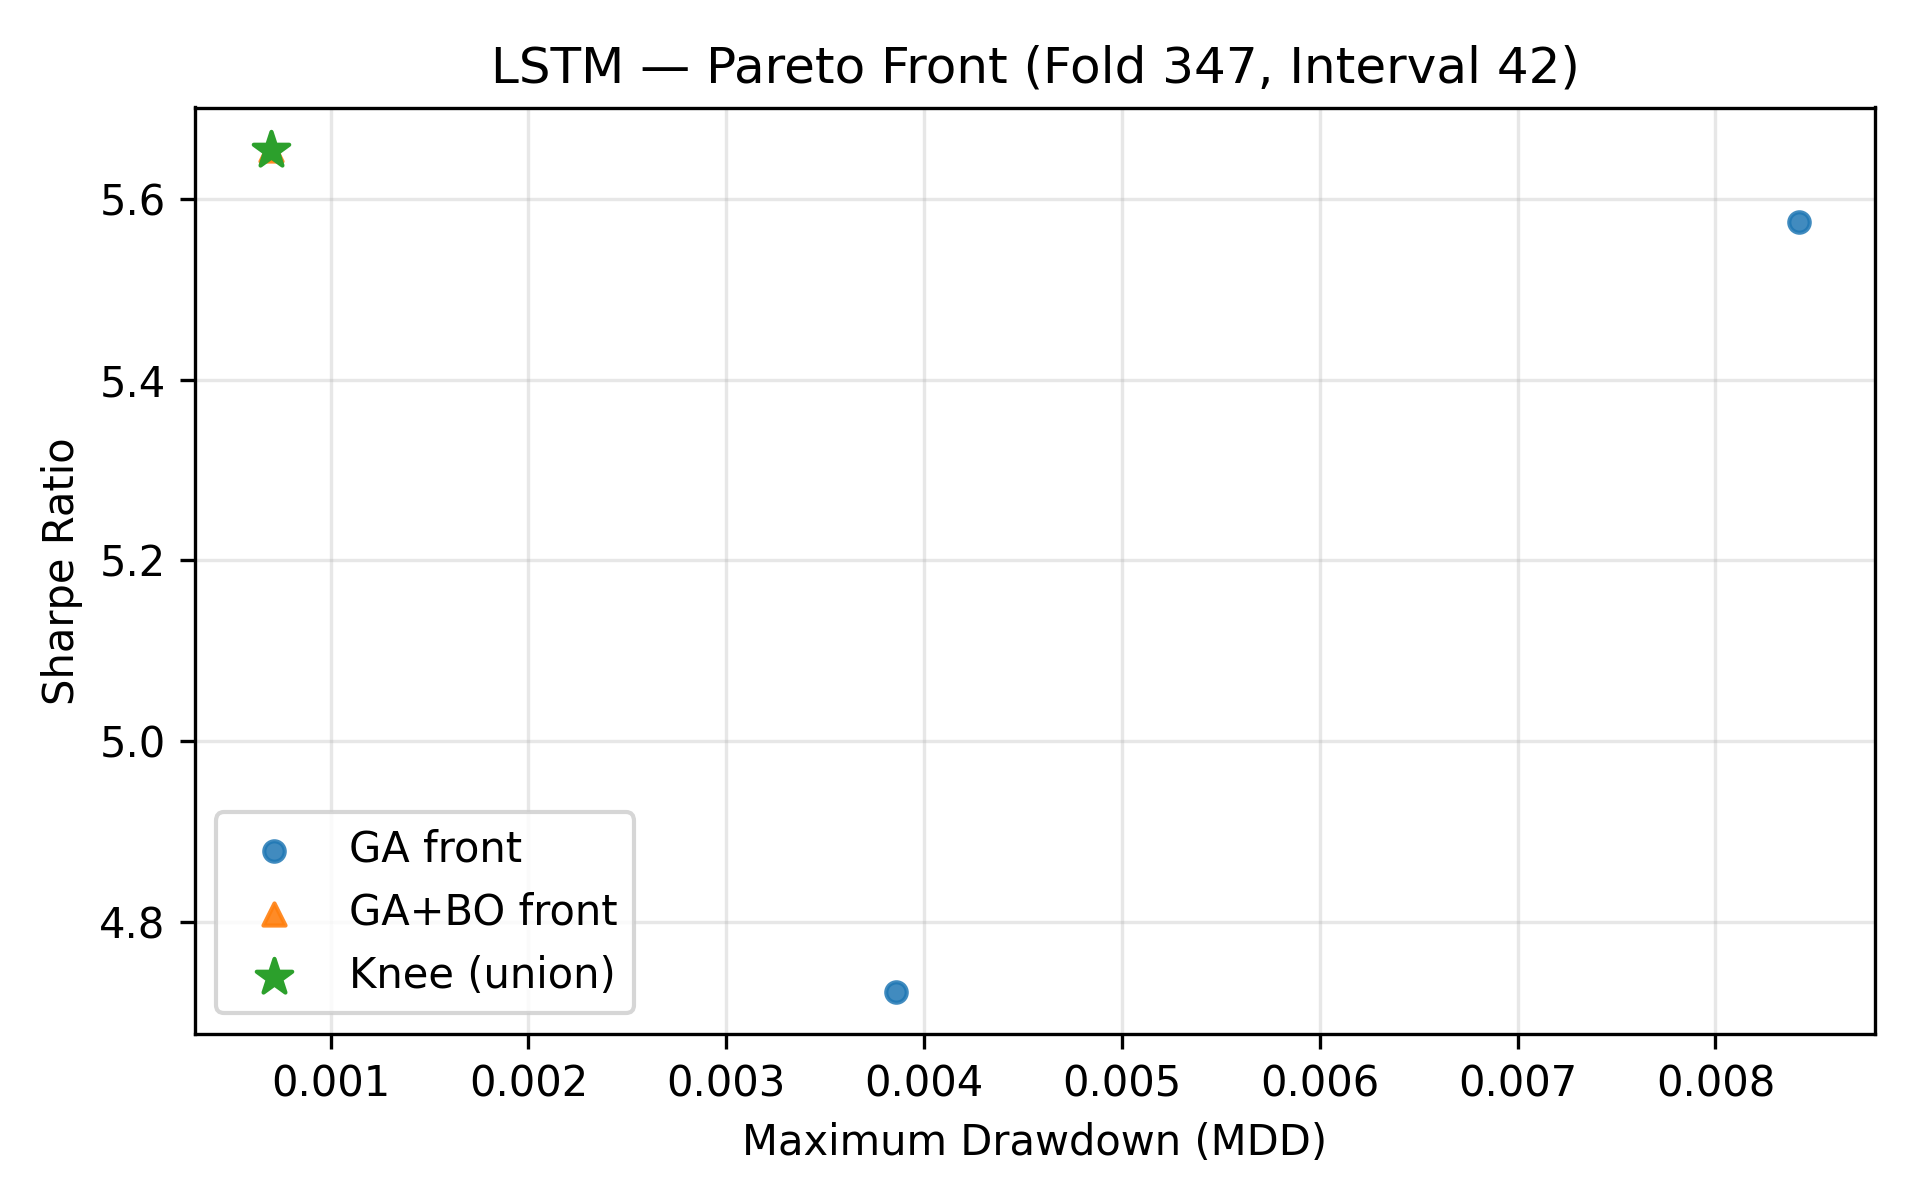 LSTM — Pareto Front (Fold 347, Interval 42)
Sharpe Ratio
5.6
5.4
5.2
5.0
4.8
GA front
GA+BO front
Knee (union)
0.001 0.002 0.003 0.004 0.005 0.006 0.007 0.008
Maximum Drawdown (MDD)